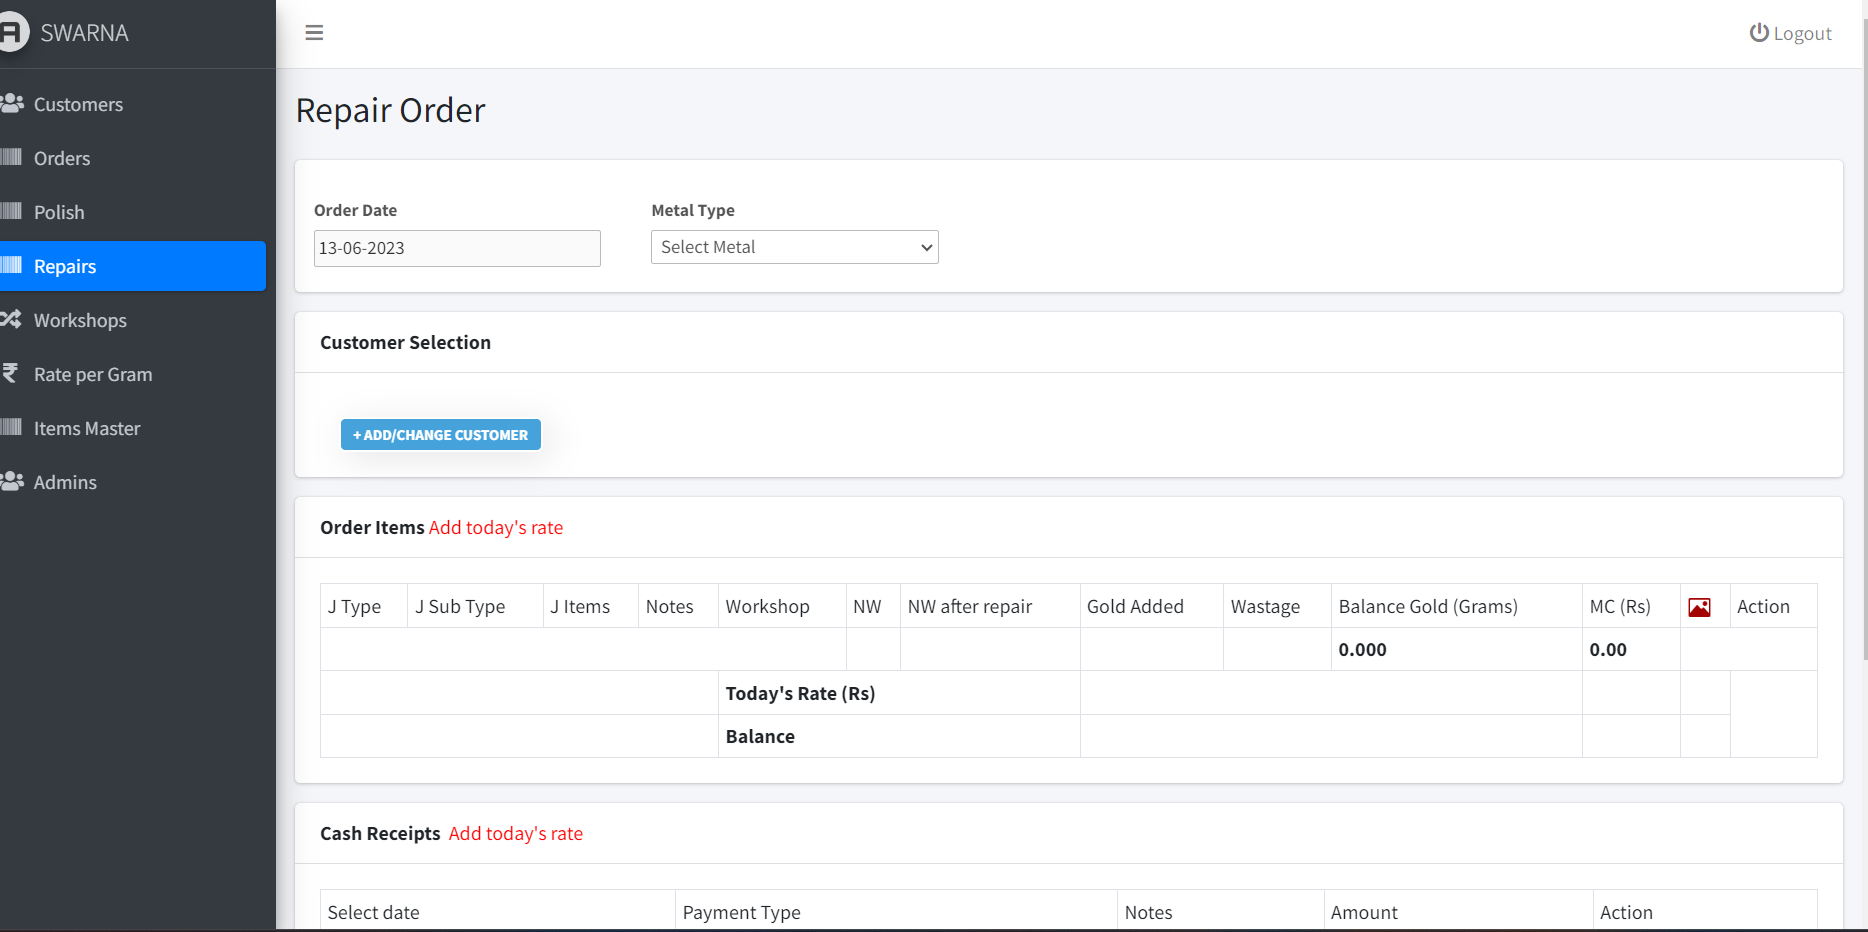 SWARNA
Logout
Customers
Orders
Polish
Repairs
Workshops
Rate per Gram
Items Master
Admins
Repair Order
Order Date
Metal Type
13-06-2023
Select Metal
Customer Selection
+ ADD/CHANGE CUSTOMER
Order Items Add today's rate
J Type J Sub Type J Items Notes Workshop NW NW after repair Gold Added Wastage Balance Gold (Grams) MC (Rs) Action
0.000 0.00
Today's Rate (Rs)
Balance
Cash Receipts Add today's rate
Select date Payment Type Notes Amount Action